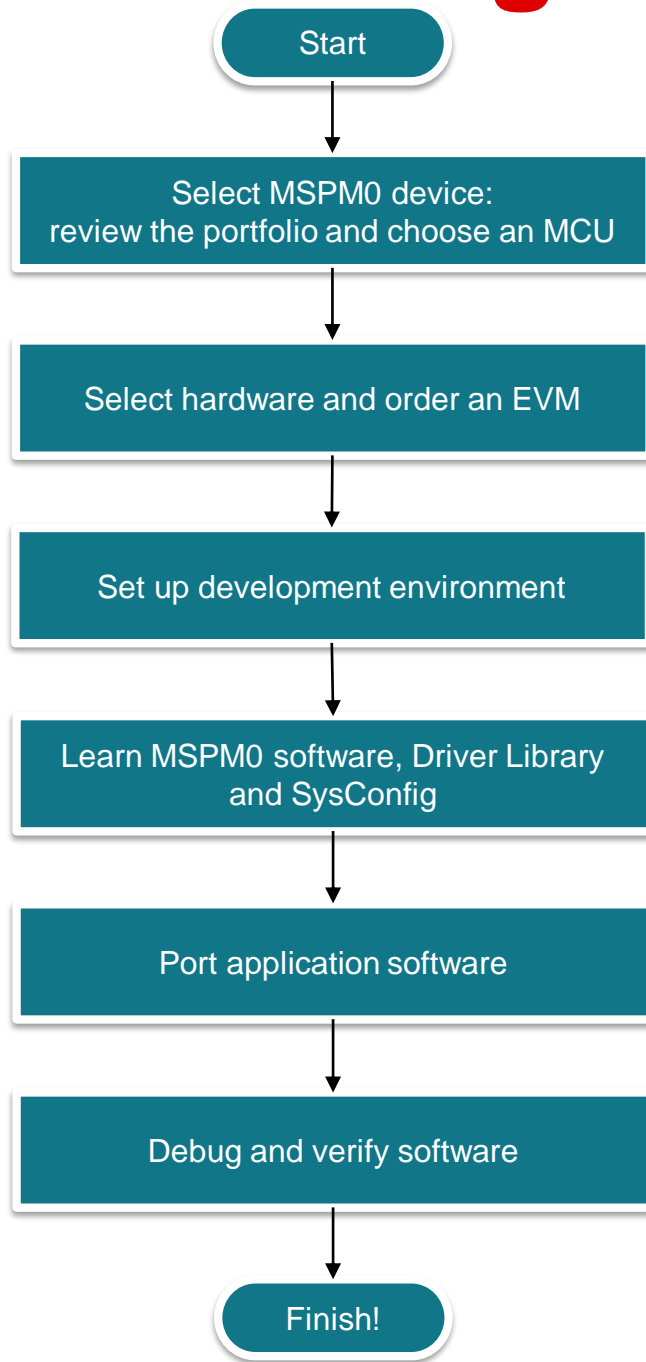 Start
Select MSPM0 device:
review the portfolio and choose an MCU
Select hardware and order an EVM
Set up development environment
Learn MSPM0 software, Driver Library
and SysConfig
Port application software
Debug and verify software
Finish!